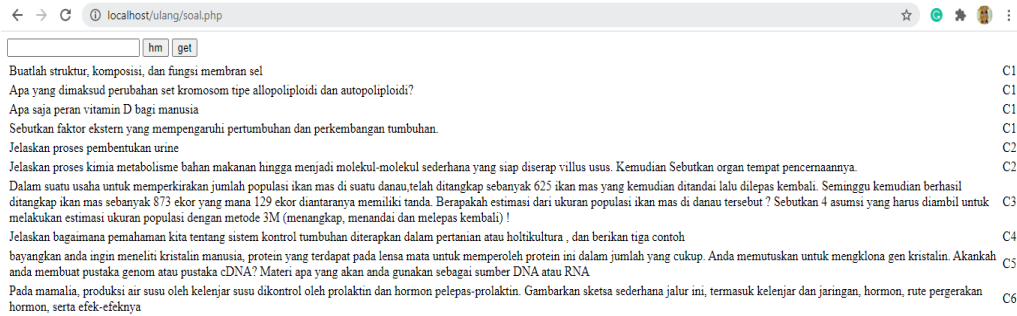 localhost/ulang/soal.php
hm get
Buatlah struktur, komposisi, dan fungsi membran sel C1
Apa yang dimaksud perubahan set kromosom tipe allopoliploidi dan autopoliploidi? C1
Apa saja peran vitamin D bagi manusia C1
Sebutkan faktor ekstern yang mempengaruhi pertumbuhan dan perkembangan tumbuhan. C1
Jelaskan proses pembentukan urine C2
Jelaskan proses kimia metabolisme bahan makanan hingga menjadi molekul-molekul sederhana yang siap diserap villus usus. Kemudian Sebutkan organ tempat pencernaannya. C2
Dalam suatu usaha untuk memperkirakan jumlah populasi ikan mas di suatu danau,telah ditangkap sebanyak 625 ikan mas yang kemudian ditandai lalu dilepas kembali. Seminggu kemudian berhasil
ditangkap ikan mas sebanyak 873 ekor yang mana 129 ekor diantaranya memiliki tanda. Berapakah estimasi dari ukuran populasi ikan mas di danau tersebut ? Sebutkan 4 asumsi yang harus diambil untuk C3
melakukan estimasi ukuran populasi dengan metode 3M (menangkap, menandai dan melepas kembali) !
Jelaskan bagaimana pemahaman kita tentang sistem kontrol tumbuhan diterapkan dalam pertanian atau holtikultura , dan berikan tiga contoh C4
bayangkan anda ingin meneliti kristalin manusia, protein yang terdapat pada lensa mata untuk memperoleh protein ini dalam jumlah yang cukup. Anda memutuskan untuk mengklona gen kristalin. Akankah C5
anda membuat pustaka genom atau pustaka cDNA? Materi apa yang akan anda gunakan sebagai sumber DNA atau RNA
Pada mamalia, produksi air susu oleh kelenjar susu dikontrol oleh prolaktin dan hormon pelepas-prolaktin. Gambarkan sketsa sederhana jalur ini, termasuk kelenjar dan jaringan, hormon, rute pergerakan C6
hormon, serta efek-efeknya